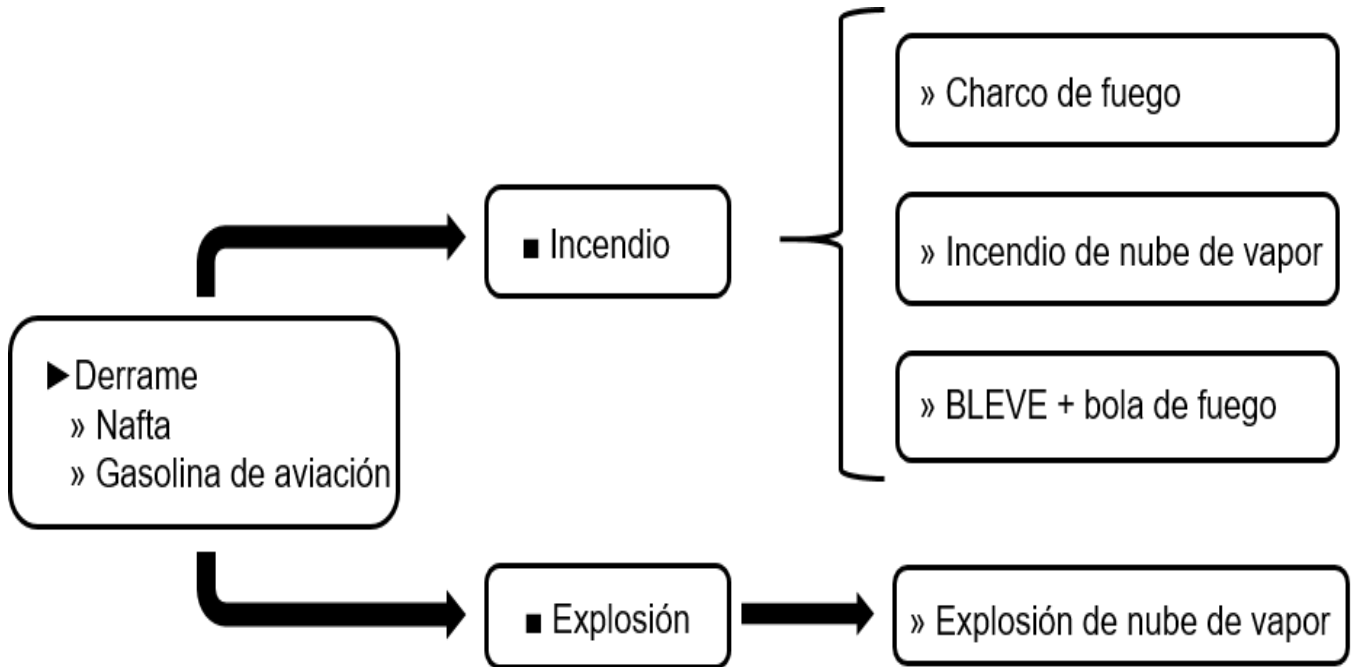 ▶Derrame
» Nafta
» Gasolina de aviación
■ Incendio
» Charco de fuego
» Incendio de nube de vapor
» BLEVE + bola de fuego
■ Explosión
» Explosión de nube de vapor